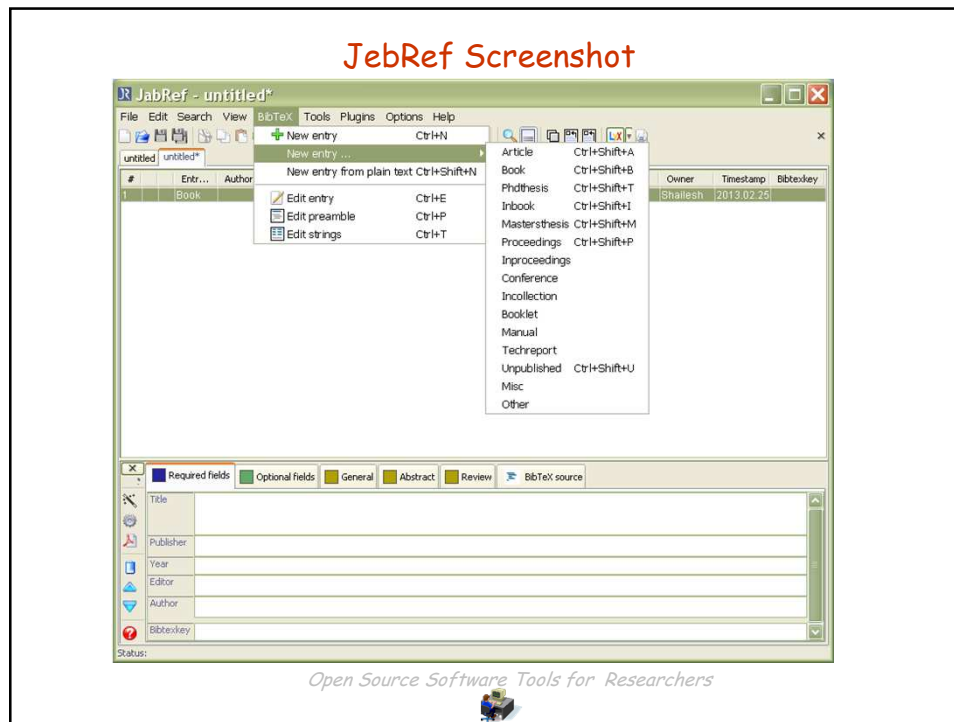 JebRef Screenshot
JabRef - untitled*
File Edit Search View BibTeX Tools Plugins Options Help
New entry Ctrl+N
untitled untitled*
New entry ...
New entry from plain text Ctrl+Shift+N
Edit entry Ctrl+E
Edit preamble Ctrl+P
Edit strings Ctrl+T
Article Ctrl+Shift+A
Book Ctrl+Shift+B
Phdthesis Ctrl+Shift+T
Inbook Ctrl+Shift+I
Mastersthesis Ctrl+Shift+M
Proceedings Ctrl+Shift+P
Inproceedings
Conference
Incollection
Booklet
Manual
Techreport
Unpublished Ctrl+Shift+U
Misc
Other
# Entr... Author Owner Timestamp Bibtexkey
1 Book Shailesh 2013.02.25
Required fields Optional fields General Abstract Review BibTeX source
Title
Publisher
Year
Editor
Author
Bibtexkey
Status:
Open Source Software Tools for Researchers